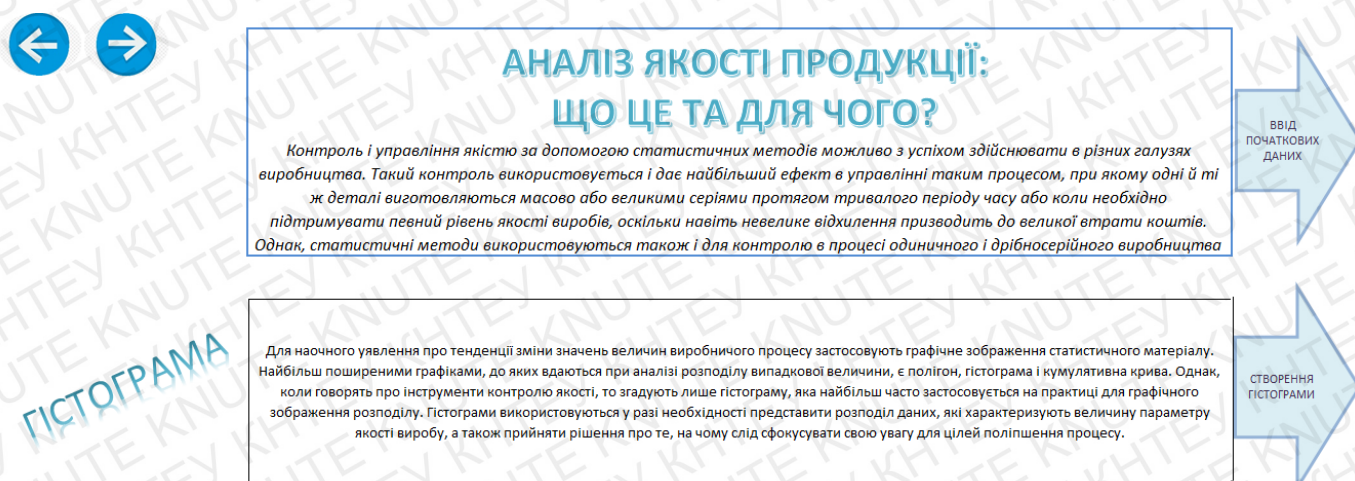 АНАЛІЗ ЯКОСТІ ПРОДУКЦІЇ:
ЩО ЦЕ ТА ДЛЯ ЧОГО?
Контроль і управління якістю за допомогою статистичних методів можливо з успіхом здійснювати в різних галузях
виробництва. Такий контроль використовується і дає найбільший ефект в управлінні таким процесом, при якому одні й ті
ж деталі виготовляються масово або великими серіями протягом тривалого періоду часу або коли необхідно
підтримувати певний рівень якості виробів, оскільки навіть невелике відхилення призводить до великої втрати коштів.
Однак, статистичні методи використовуються також і для контролю в процесі одиничного і дрібносерійного виробництва
ВВІД
ПОЧАТКОВИХ
ДАНИХ
ГІСТОГРАМА
Для наочного уявлення про тенденції зміни значень величин виробничого процесу застосовують графічне зображення статистичного матеріалу.
Найбільш поширеними графіками, до яких вдаються при аналізі розподілу випадкової величини, є полігон, гістограма і кумулятивна крива. Однак,
коли говорять про інструменти контролю якості, то згадують лише гістограму, яка найбільш часто застосовується на практиці для графічного
зображення розподілу. Гістограми використовуються у разі необхідності представити розподіл даних, які характеризують величину параметру
якості виробу, а також прийняти рішення про те, на чому слід сфокусувати свою увагу для цілей поліпшення процесу.
СТВОРЕННЯ
ГІСТОГРАМИ